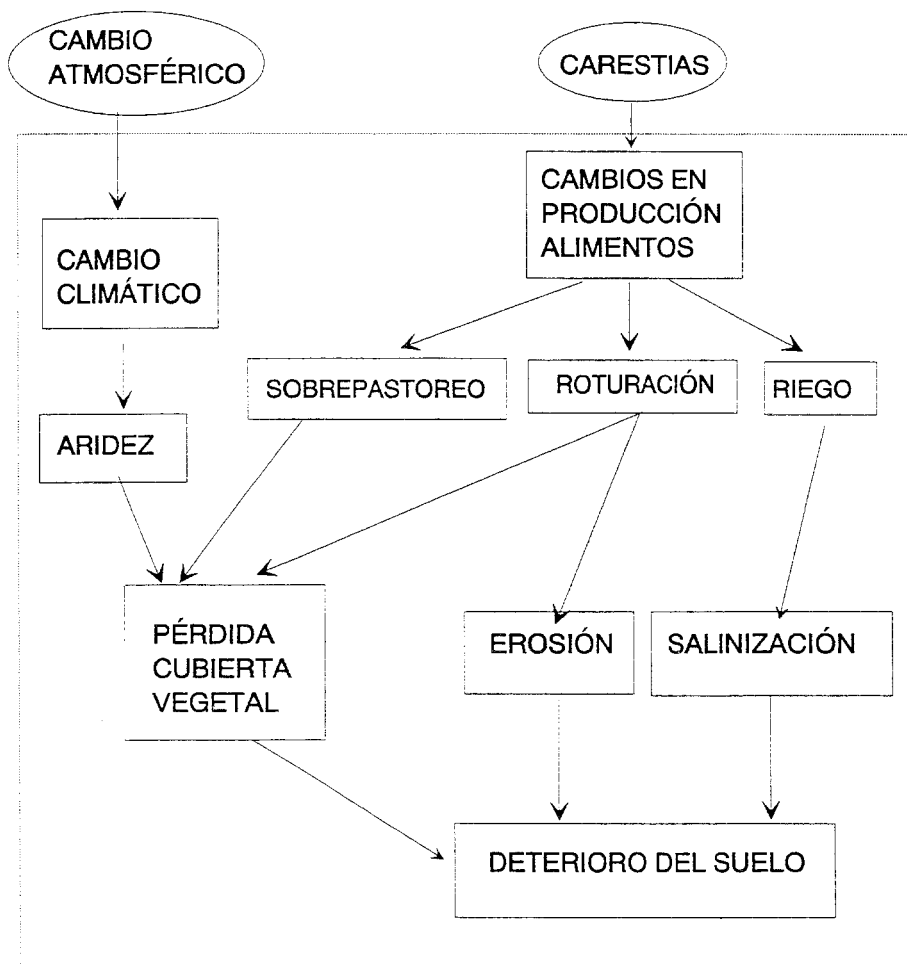 CAMBIO
ATMOSFÉRICO
CARESTIAS
CAMBIOS EN
PRODUCCIÓN
ALIMENTOS
CAMBIO
CLIMÁTICO
SOBREPASTOREO
ROTURACIÓN
RIEGO
ARIDEZ
PÉRDIDA
CUBIERTA
VEGETAL
EROSIÓN
SALINIZACIÓN
DETERIORO DEL SUELO